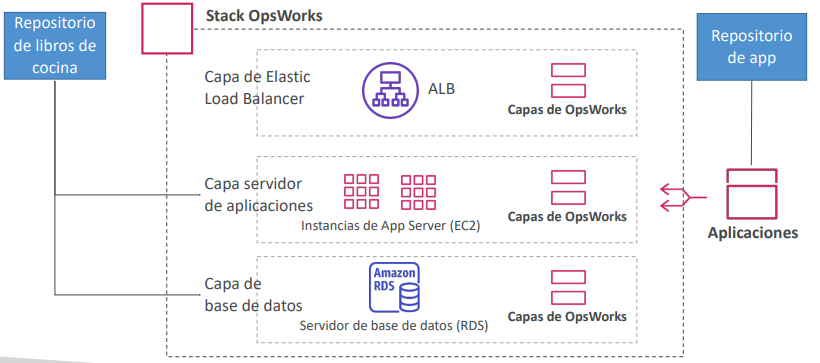 Repositorio
de libros de
cocina
Stack OpsWorks
Repositorio
de app
Capa de Elastic
Load Balancer
ALB
Capas de OpsWorks
Capa servidor
de aplicaciones
Instancias de App Server (EC2)
Capas de OpsWorks
Aplicaciones
Capa de
base de datos
Amazon
RDS
Servidor de base de datos (RDS)
Capas de OpsWorks